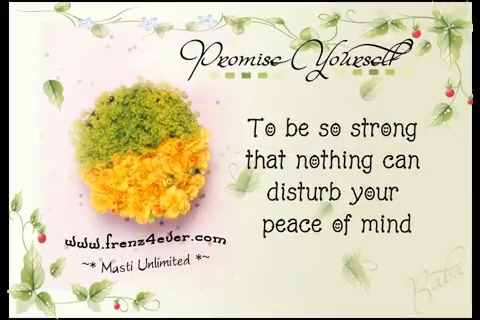 Promise Yourself
To be so strong
that nothing can
disturb your
peace of mind
www.frenz4ever.com
~* Masti Unlimited *~
Baba